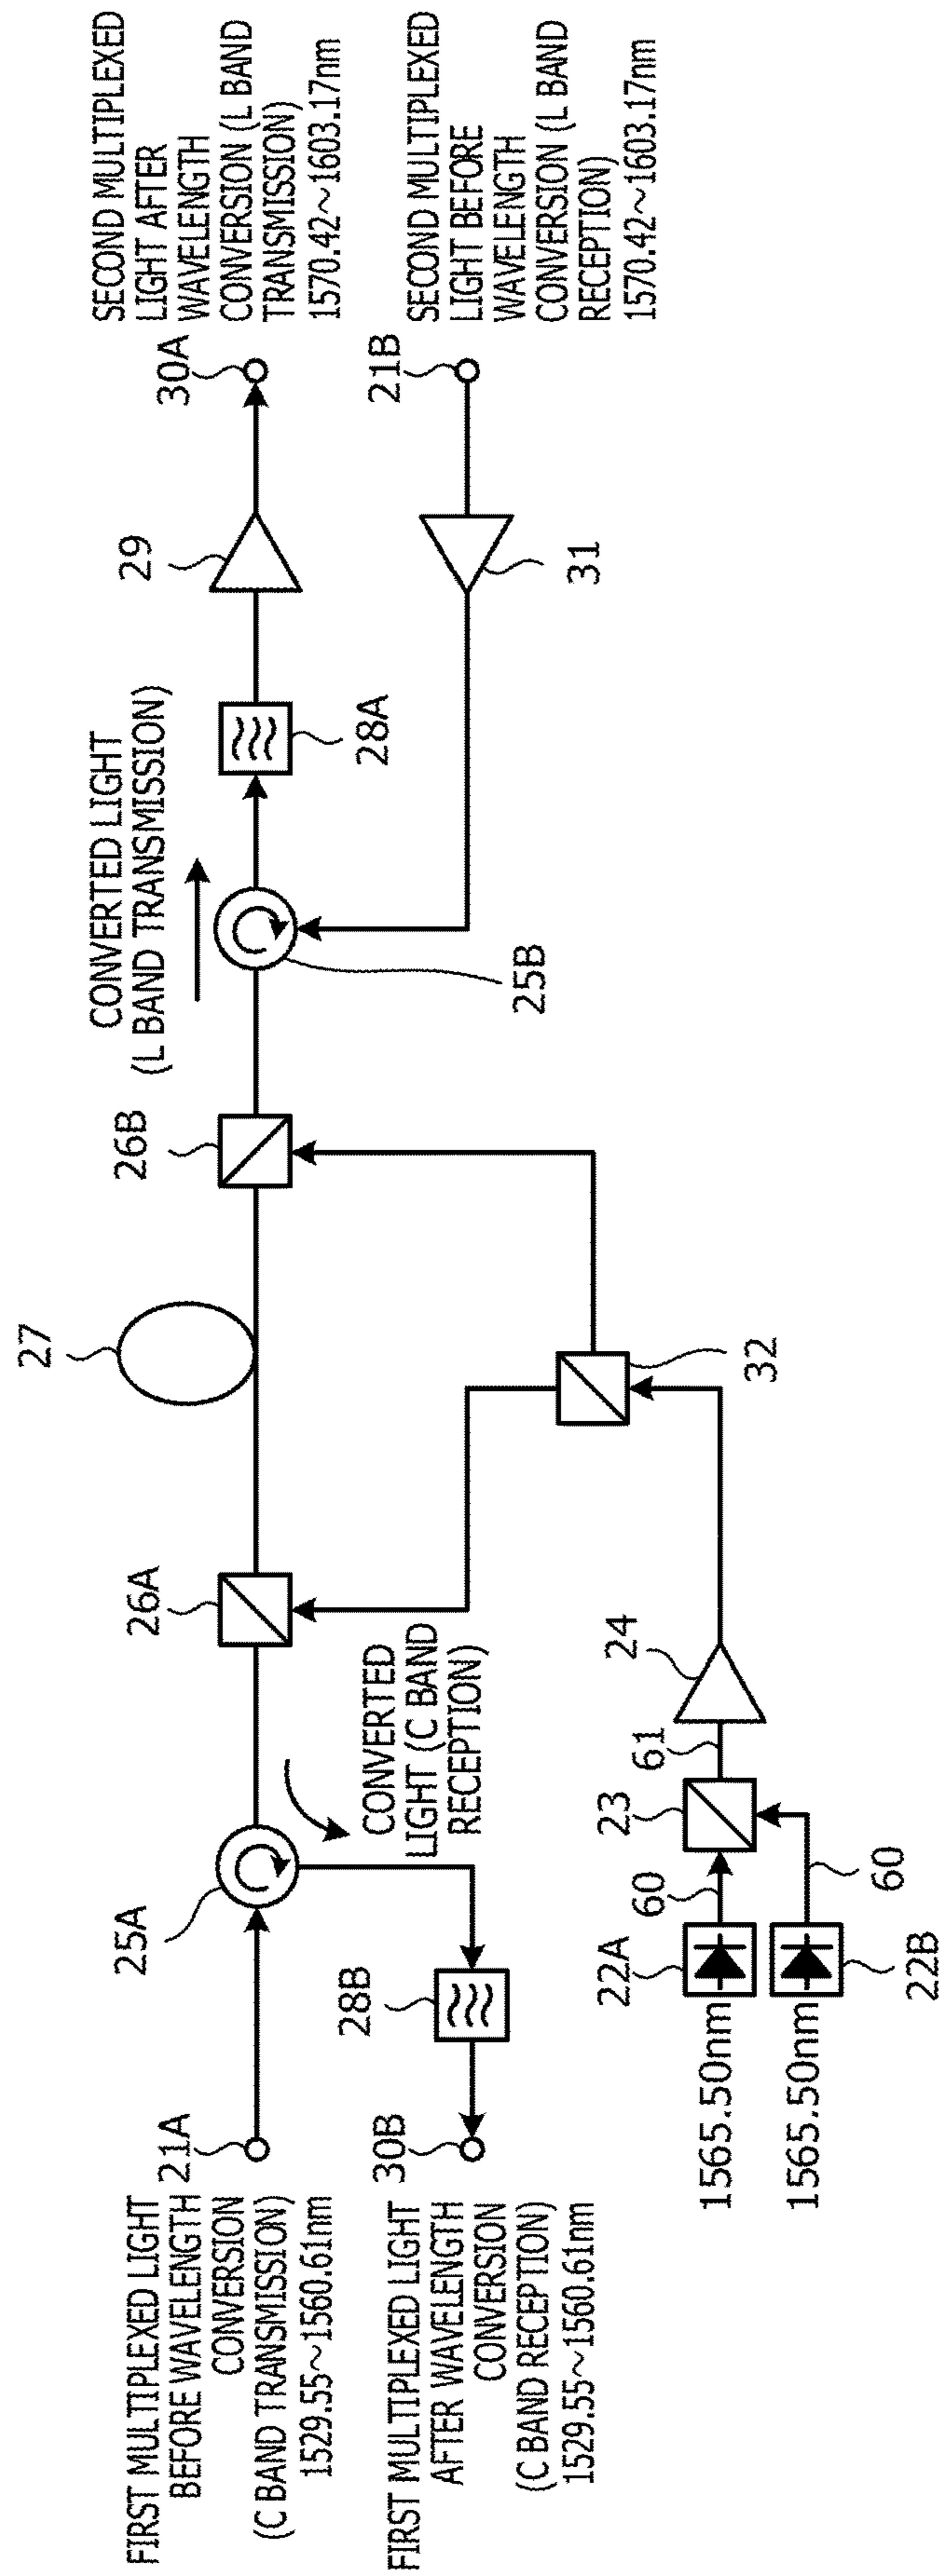 FIRST MULTIPLEXED LIGHT
BEFORE WAVELENGTH
CONVERSION
(C BAND TRANSMISSION)
1529.55~1560.61nm
21A
25A
26A
27
26B
CONVERTED LIGHT
(L BAND TRANSMISSION)
25B
28A
29
30A
SECOND MULTIPLEXED
LIGHT AFTER
WAVELENGTH
CONVERSION (L BAND
TRANSMISSION)
1570.42~1603.17nm
FIRST MULTIPLEXED LIGHT
AFTER WAVELENGTH
CONVERSION
(C BAND RECEPTION)
1529.55~1560.61nm
30B
28B
CONVERTED
LIGHT (C BAND
RECEPTION)
31
21B
SECOND MULTIPLEXED
LIGHT BEFORE
WAVELENGTH
CONVERSION (L BAND
RECEPTION)
1570.42~1603.17nm
1565.50nm
22A
60
23
61
24
32
1565.50nm
22B
60